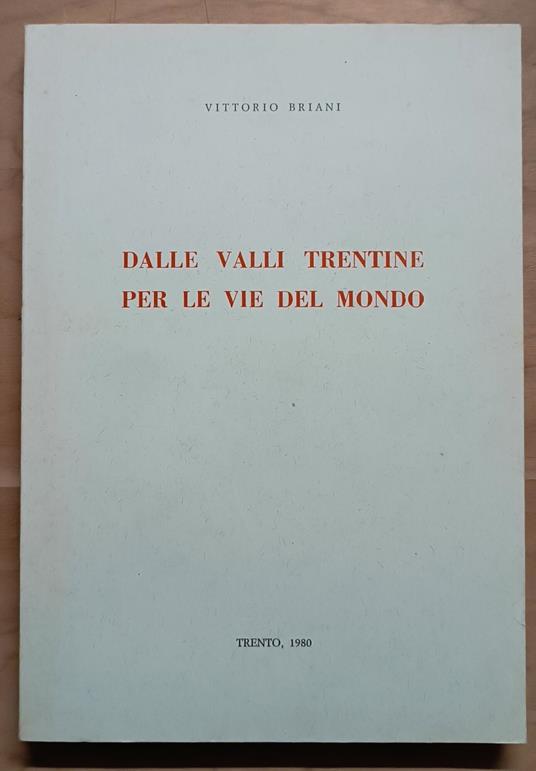 VITTORIO BRIANI
DALLE VALLI TRENTINE
PER LE VIE DEL MONDO
TRENTO, 1980